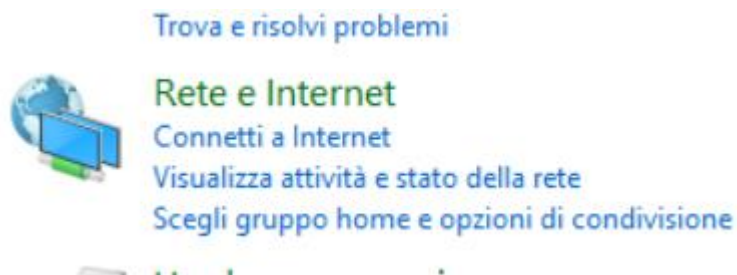 Trova e risolvi problemi
Rete e Internet
Connetti a Internet
Visualizza attività e stato della rete
Scegli gruppo home e opzioni di condivisione